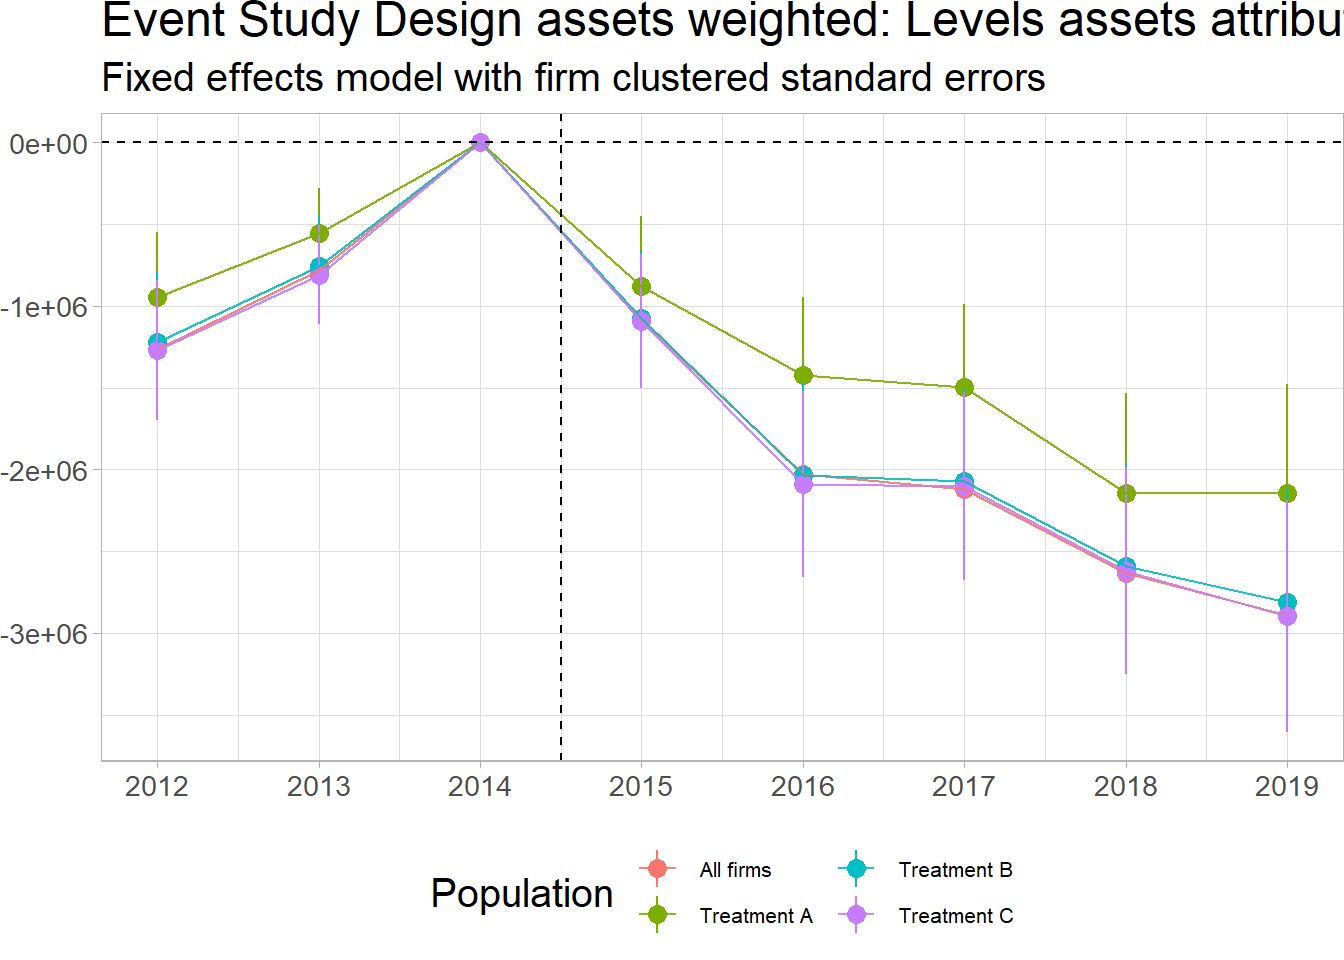 Event Study Design assets weighted: Levels assets attribu
Fixed effects model with firm clustered standard errors
0e+00
-1e+06
-2e+06
-3e+06
2012 2013 2014 2015 2016 2017 2018 2019
Population
All firms
Treatment A
Treatment B
Treatment C